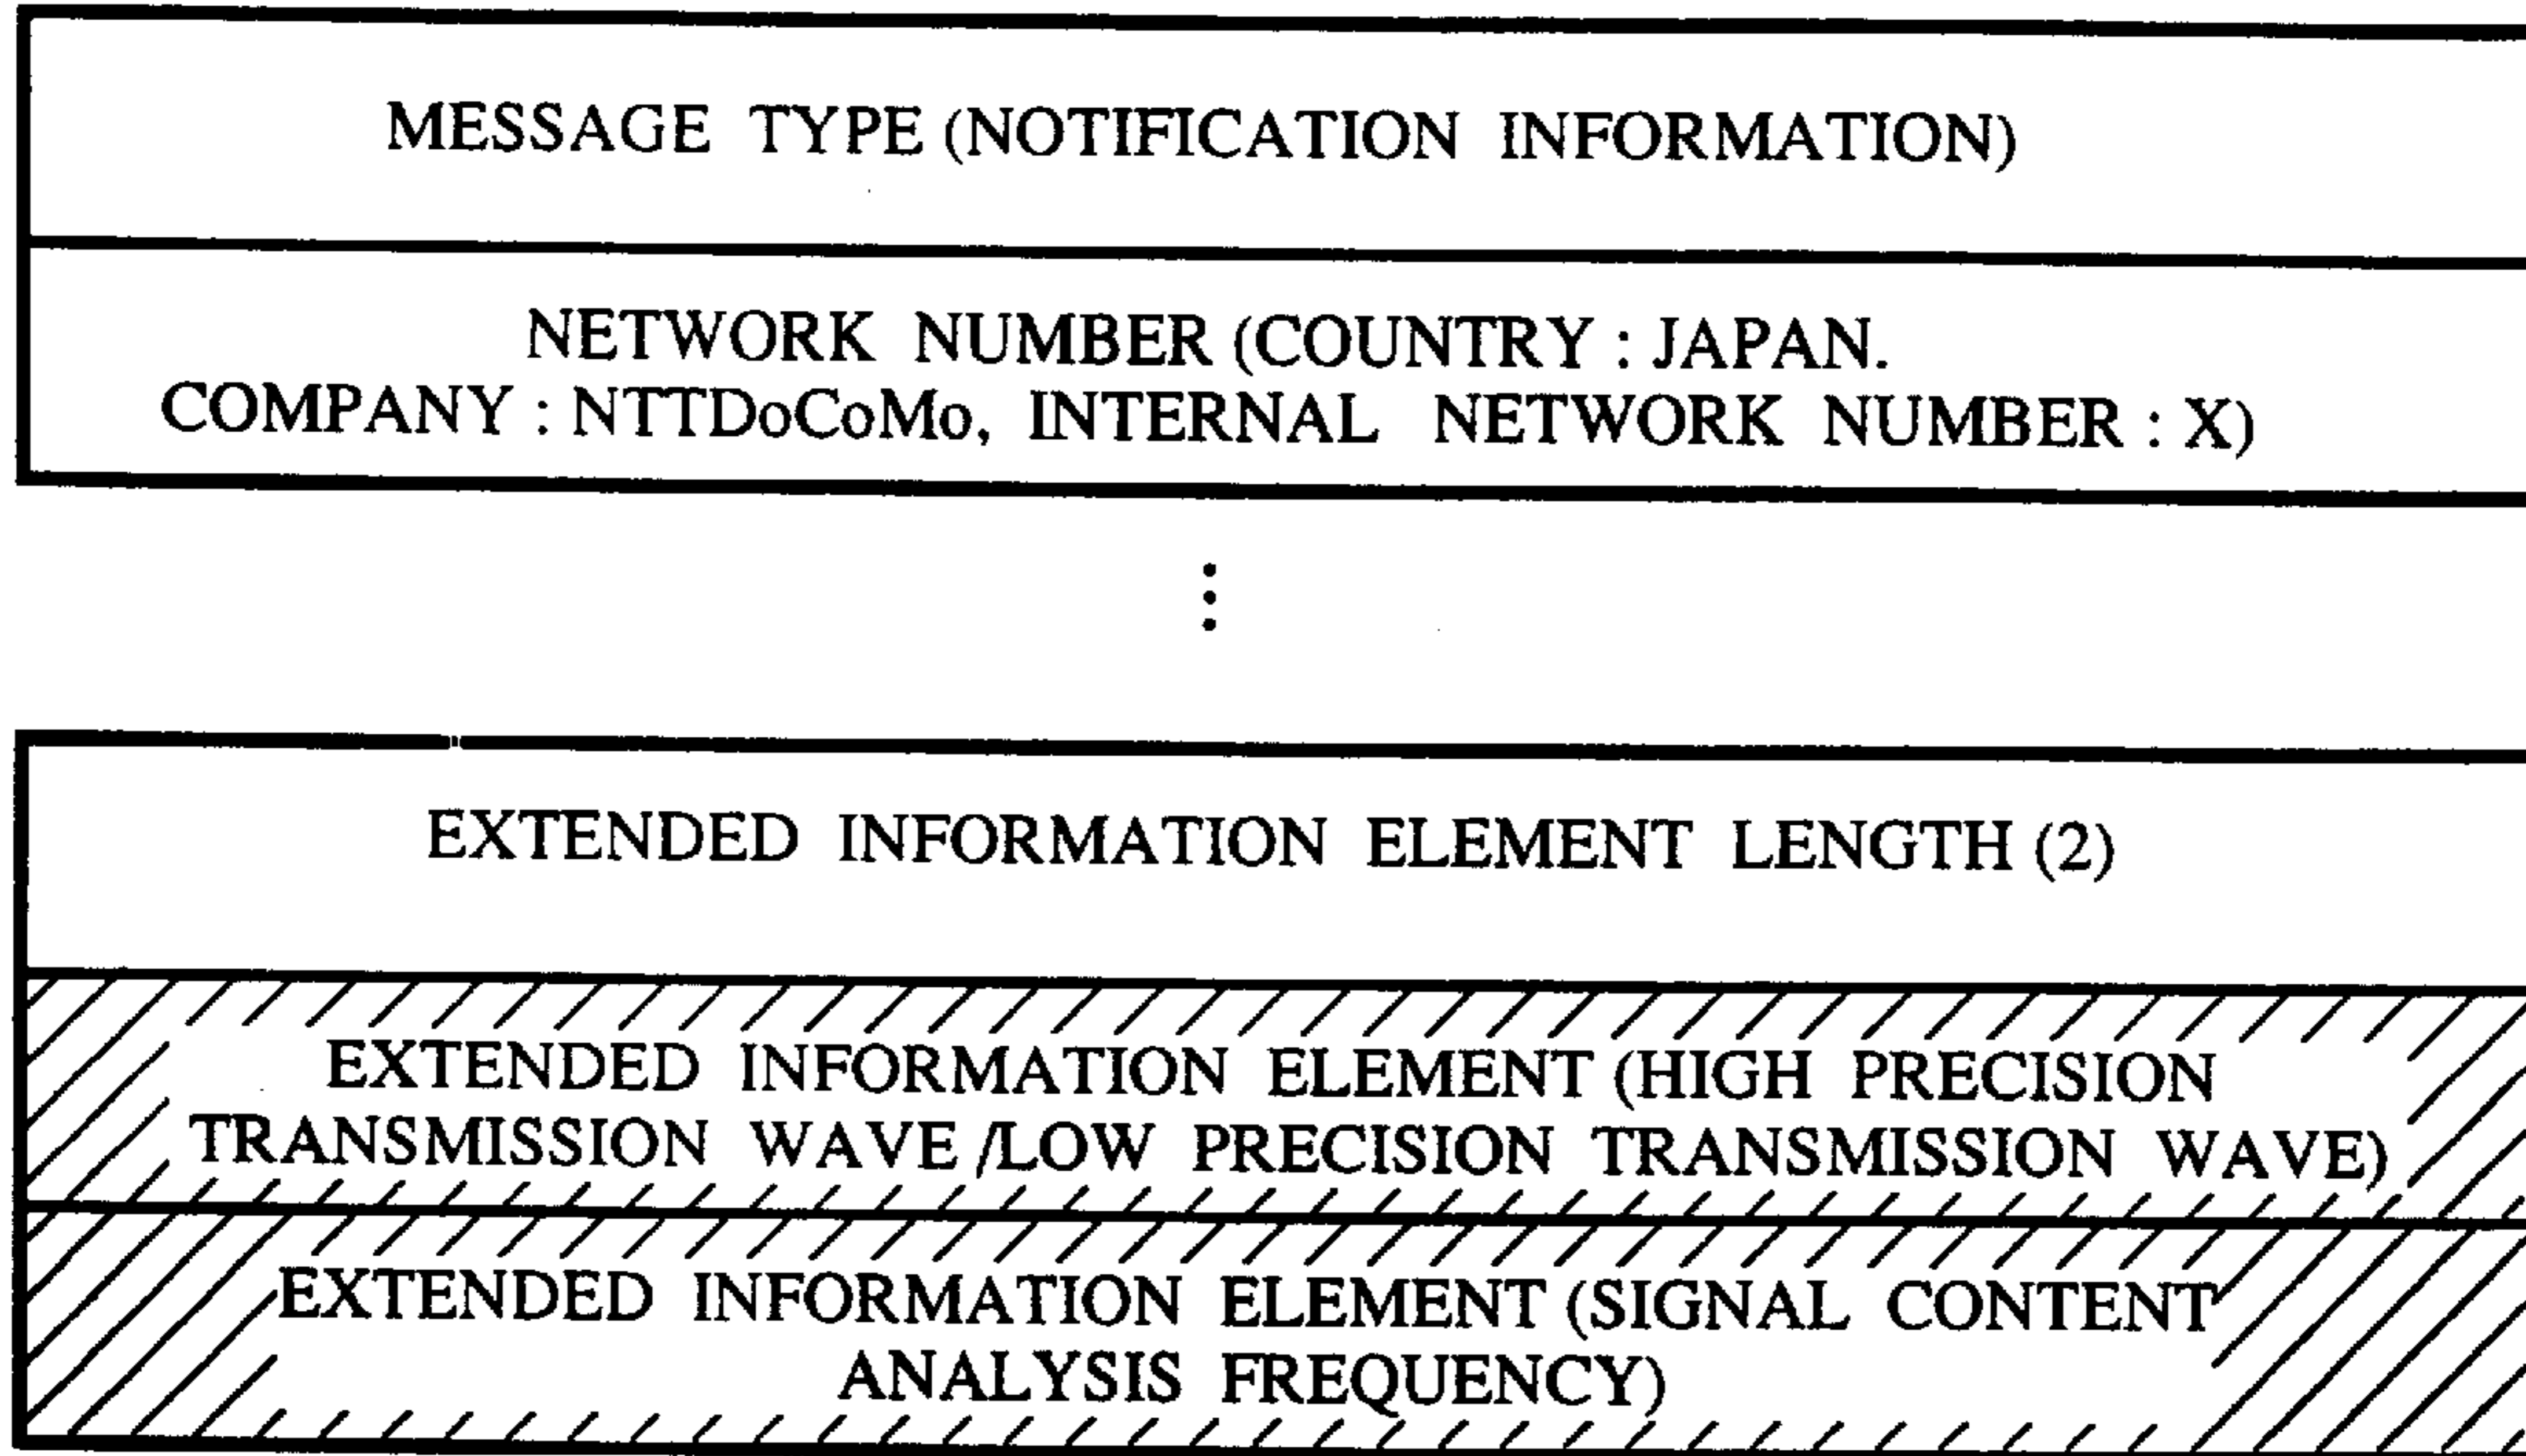 MESSAGE TYPE (NOTIFICATION INFORMATION)
NETWORK NUMBER (COUNTRY : JAPAN.
COMPANY : NTTDoCoMo, INTERNAL NETWORK NUMBER : X)
EXTENDED INFORMATION ELEMENT LENGTH (2)
EXTENDED INFORMATION ELEMENT (HIGH PRECISION
TRANSMISSION WAVE /LOW PRECISION TRANSMISSION WAVE)
EXTENDED INFORMATION ELEMENT (SIGNAL CONTENT
ANALYSIS FREQUENCY)